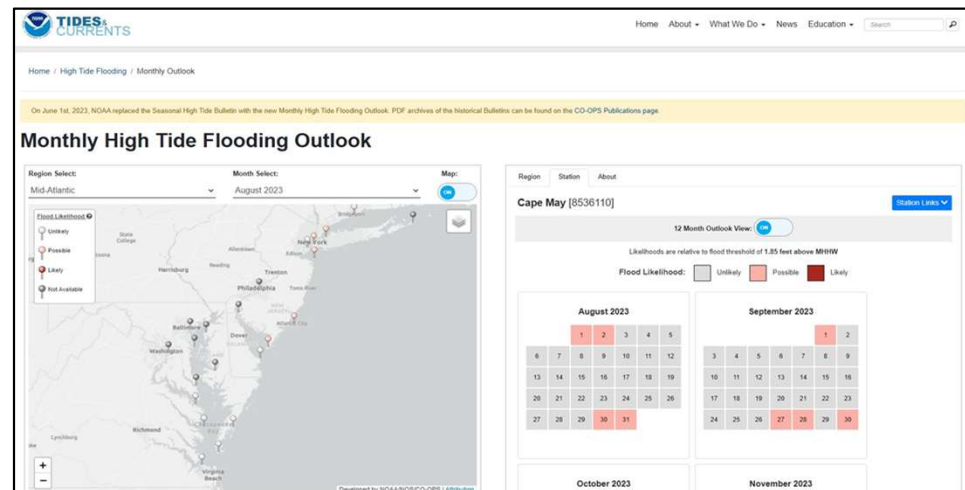 NOAA
TIDES &
CURRENTS
Home About What We Do News Education Search
Home / High Tide Flooding / Monthly Outlook
On June 1st, 2023, NOAA replaced the Seasonal High Tide Bulletin with the new Monthly High Tide Flooding Outlook. PDF archives of the historical Bulletins can be found on the CO-OPS Publications page
Monthly High Tide Flooding Outlook
Region Select: Month Select: Map:
Mid-Atlantic August 2023 ON
Flood Likelihood
Unlikely
Possible
Likely
Not Available
State College
Bridgeport
New York
Edison
Allentown
Reading
Harrisburg
Trenton
Philadelphia Toms River
NEW JERSEY
Atlantic City
Baltimore
Dover
Washington
Richmond
Lynchburg
Virginia Beach
+
−
Developed by NOAA/NOS/CO-OPS | Attribution
Region Station About
Cape May [8536110] Station Links
12 Month Outlook View: ON
Likelihoods are relative to flood threshold of 1.85 feet above MHHW
Flood Likelihood: Unlikely Possible Likely
August 2023
1 2 3 4 5
6 7 8 9 10 11 12
13 14 15 16 17 18 19
20 21 22 23 24 25 26
27 28 29 30 31
September 2023
1 2
3 4 5 6 7 8 9
10 11 12 13 14 15 16
17 18 19 20 21 22 23
24 25 26 27 28 29 30
October 2023
November 2023